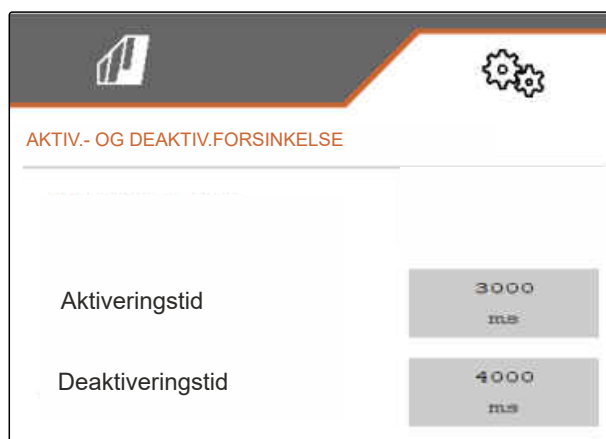 AKTIV.- OG DEAKTIV.FORSINKELSE
Aktiveringstid
3000
ms
Deaktiveringstid
4000
ms